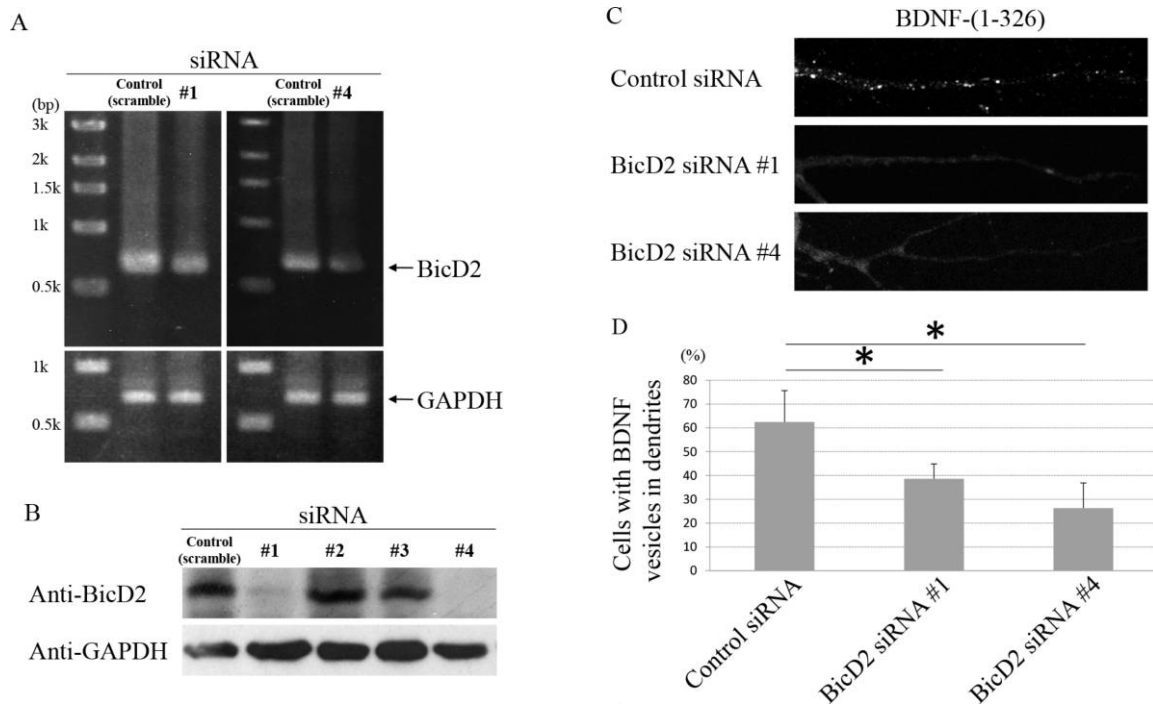 A
siRNA
Control
(scramble)
#1
Control
(scramble)
#4
(bp)
3k
2k
1.5k
1k
0.5k
BicD2
1k
0.5k
GAPDH
B
siRNA
Control
(scramble)
#1
#2
#3
#4
Anti-BicD2
Anti-GAPDH
C
BDNF-(1-326)
Control siRNA
BicD2 siRNA #1
BicD2 siRNA #4
D
*
*
(%)
80
70
60
50
40
30
20
10
0
Cells with BDNF
vesicles in dendrites
Control siRNA
BicD2 siRNA #1
BicD2 siRNA #4